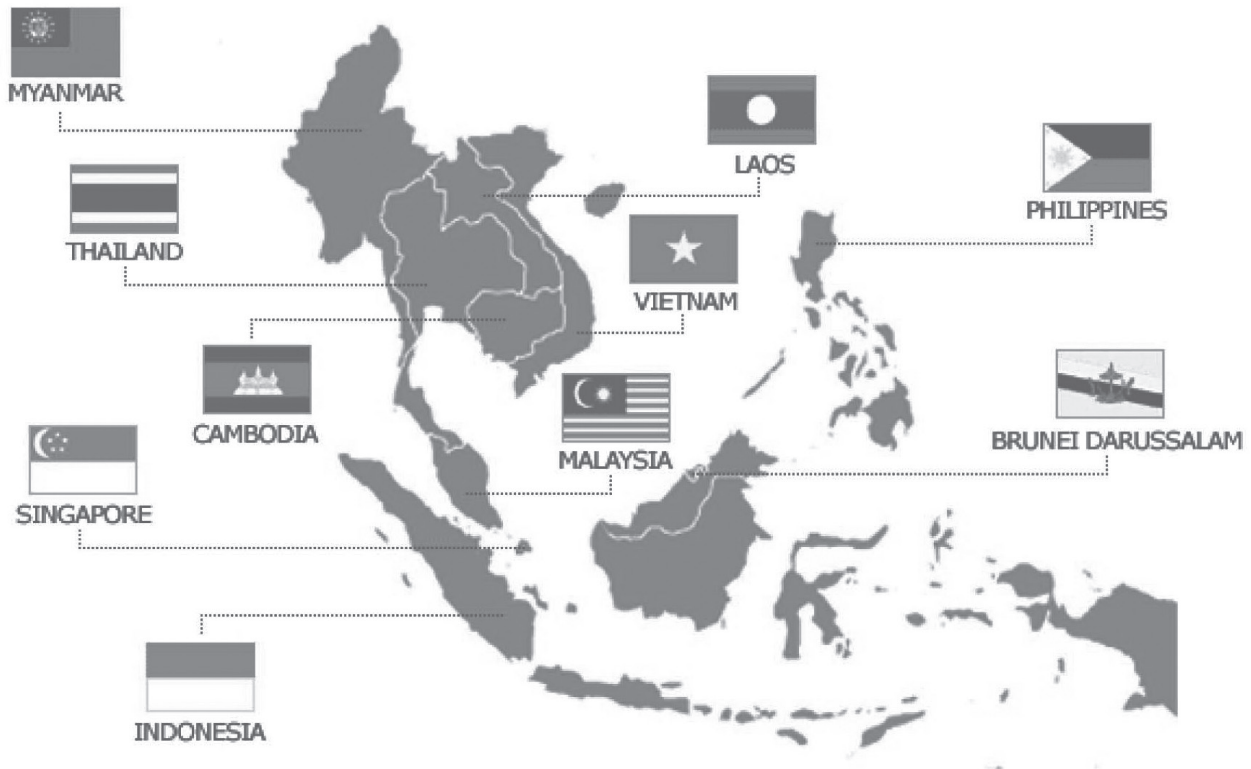 MYANMAR
LAOS
PHILIPPINES
THAILAND
VIETNAM
CAMBODIA
MALAYSIA
BRUNEI DARUSSALAM
SINGAPORE
INDONESIA